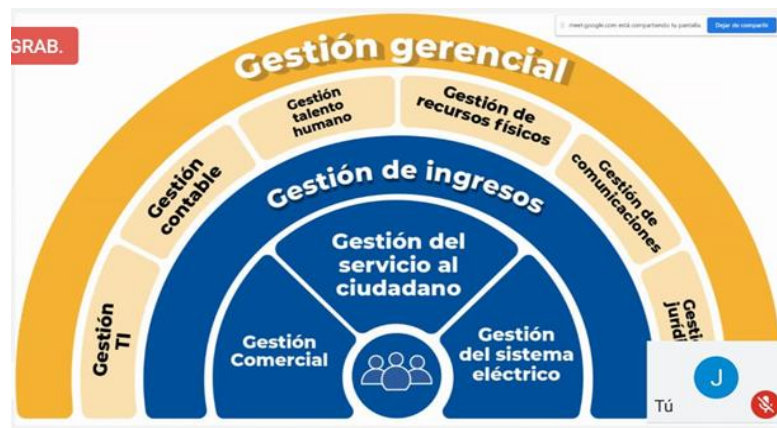 meet.google.com está compartiendo tu pantalla
Dejar de compartir
GRAB.
Gestión gerencial
Gestión
talento
humano
Gestión de
recursos físicos
Gestión
contable
Gestión de
comunicaciones
Gestión de ingresos
Gestión del
servicio al
ciudadano
Gestión
TI
Gestión
Comercial
Gestión
del sistema
eléctrico
J
Tú